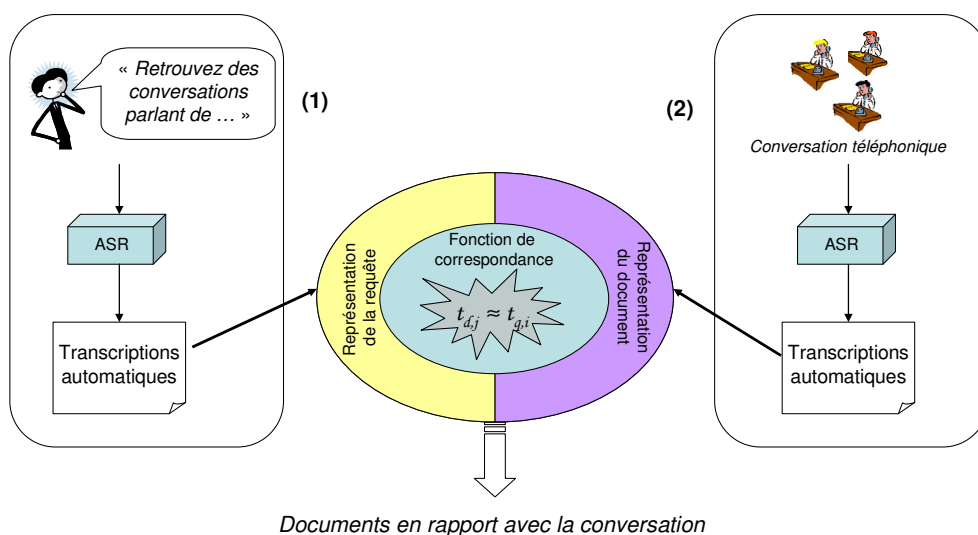 « Retrouvez des
conversations
parlant de ... »
(1)
ASR
Transcriptions
automatiques
Représentation
de la requête
Fonction de
correspondance
t_{d,j} ≈ t_{q,i}
Représentation
du document
(2)
Conversation téléphonique
ASR
Transcriptions
automatiques
Documents en rapport avec la conversation